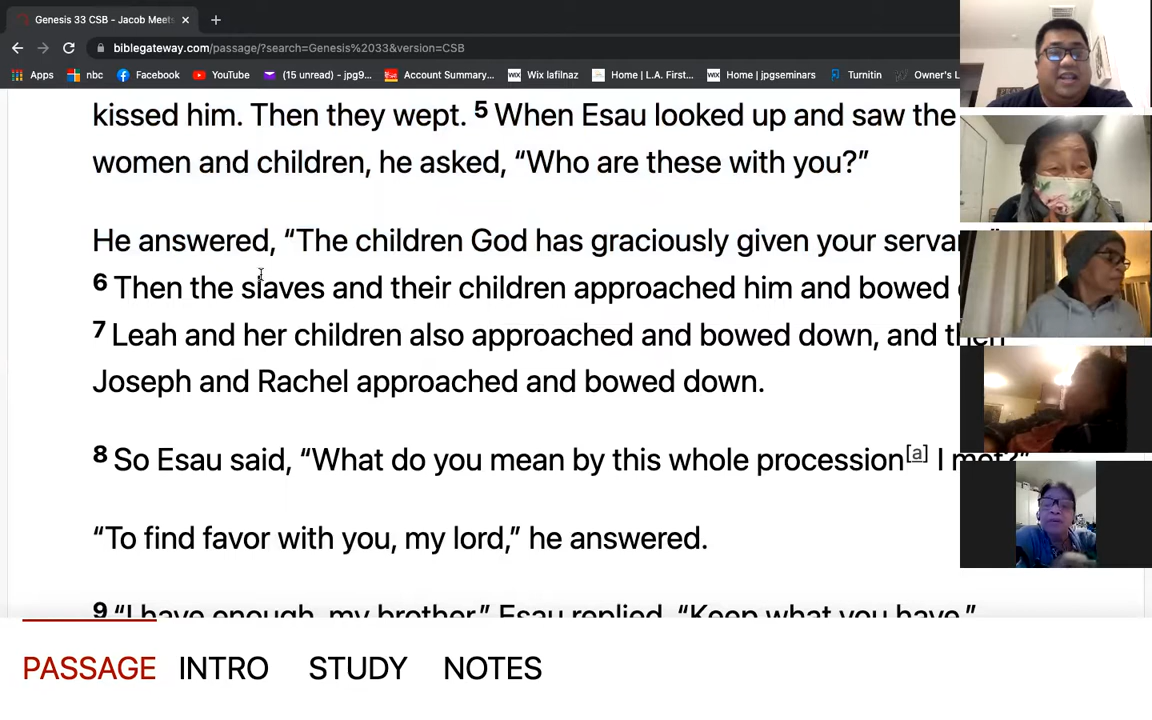 Genesis 33 CSB - Jacob Meets
biblegateway.com/passage/?search=Genesis%2033&version=CSB
Apps nbc Facebook YouTube (15 unread) - jpg9... Account Summary... Wix lafilnaz Home | L.A. First... Home | jpgseminars Turnitin Owner's L
kissed him. Then they wept. 5 When Esau looked up and saw the
women and children, he asked, “Who are these with you?”
He answered, “The children God has graciously given your
6 Then the slaves and their children approached him and bowed
7 Leah and her children also approached and bowed down, and then
Joseph and Rachel approached and bowed down.
8 So Esau said, “What do you mean by this whole procession[a] I met?”
“To find favor with you, my lord,” he answered.
9 “I have enough, my brother,” Esau replied. “Keep what you have.”
PASSAGE INTRO STUDY NOTES